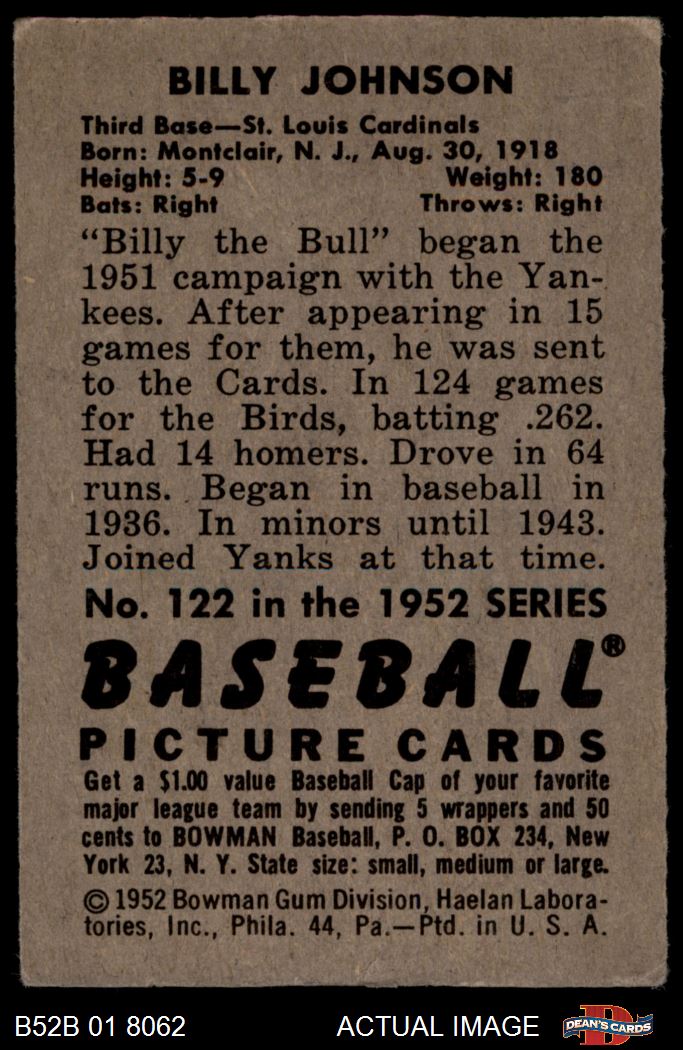 BILLY JOHNSON
Third Base—St. Louis Cardinals
Born: Montclair, N. J., Aug. 30, 1918
Height: 5-9 Weight: 180
Bats: Right Throws: Right
“Billy the Bull” began the
1951 campaign with the Yan-
kees. After appearing in 15
games for them, he was sent
to the Cards. In 124 games
for the Birds, batting .262.
Had 14 homers. Drove in 64
runs. Began in baseball in
1936. In minors until 1943.
Joined Yanks at that time.
No. 122 in the 1952 SERIES
BASEBALL®
PICTURE CARDS
Get a $1.00 value Baseball Cap of your favorite
major league team by sending 5 wrappers and 50
cents to BOWMAN Baseball, P. O. BOX 234, New
York 23, N. Y. State size: small, medium or large.
© 1952 Bowman Gum Division, Haelan Labora-
tories, Inc., Phila. 44, Pa.—Ptd. in U. S. A.
B52B 01 8062 ACTUAL IMAGE DEAN'S CARDS